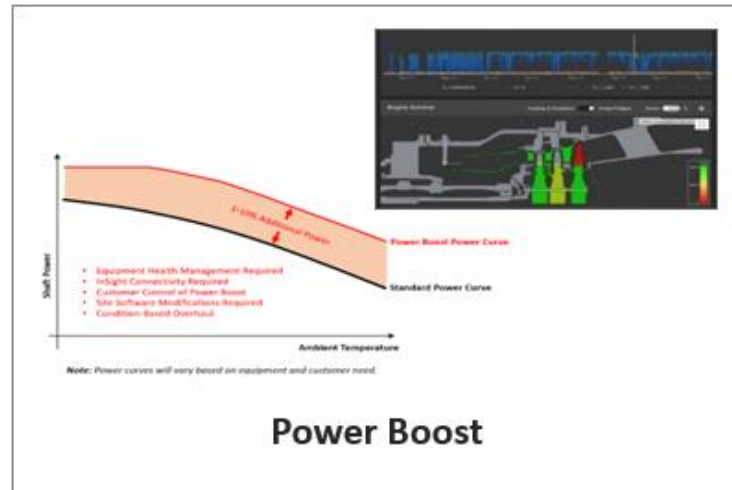 Engine Scheme
5-10% Additional Power
Power Boost Power Curve
Standard Power Curve
Shaft Power
• Equipment Health Management Required
• InSight Connectivity Required
• Customer Control of Power Boost
• Site Software Modifications Required
• Condition-Based Overhaul
Ambient Temperature
Note: Power curves will vary based on equipment and customer need.
Power Boost